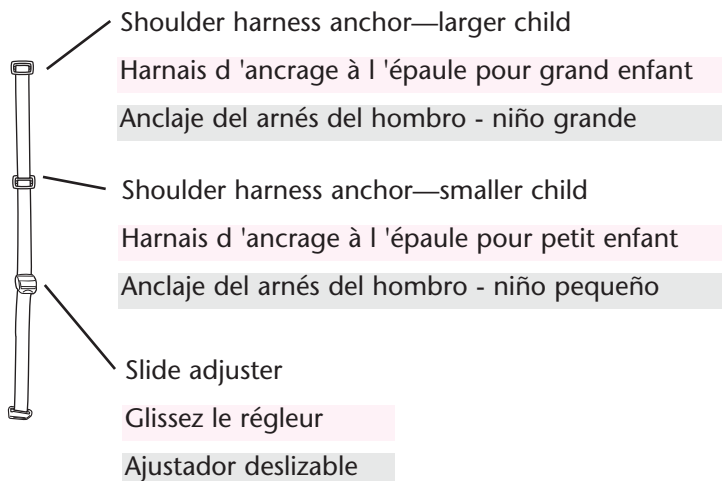 Shoulder harness anchor—larger child
Harnais d 'ancrage à l 'épaule pour grand enfant
Anclaje del arnés del hombro - niño grande
Shoulder harness anchor—smaller child
Harnais d 'ancrage à l 'épaule pour petit enfant
Anclaje del arnés del hombro - niño pequeño
Slide adjuster
Glissez le régleur
Ajustador deslizable